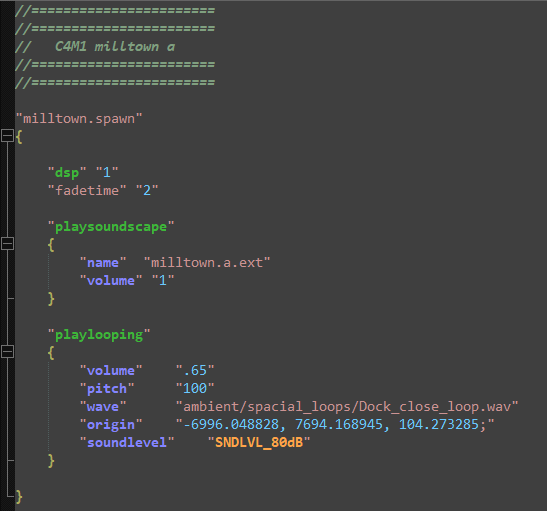 //=======================
//=======================
//   C4M1 milltown a
//=======================
//=======================
"milltown.spawn"
{
"dsp" "1"
"fadetime" "2"
"playsoundscape"
{
"name"  "milltown.a.ext"
"volume" "1"
}
"playlooping"
{
"volume"    ".65"
"pitch"     "100"
"wave"      "ambient/spacial_loops/Dock_close_loop.wav"
"origin"    "-6996.048828, 7694.168945, 104.273285;"
"soundlevel"     "SNDLVL_80dB"
}
}